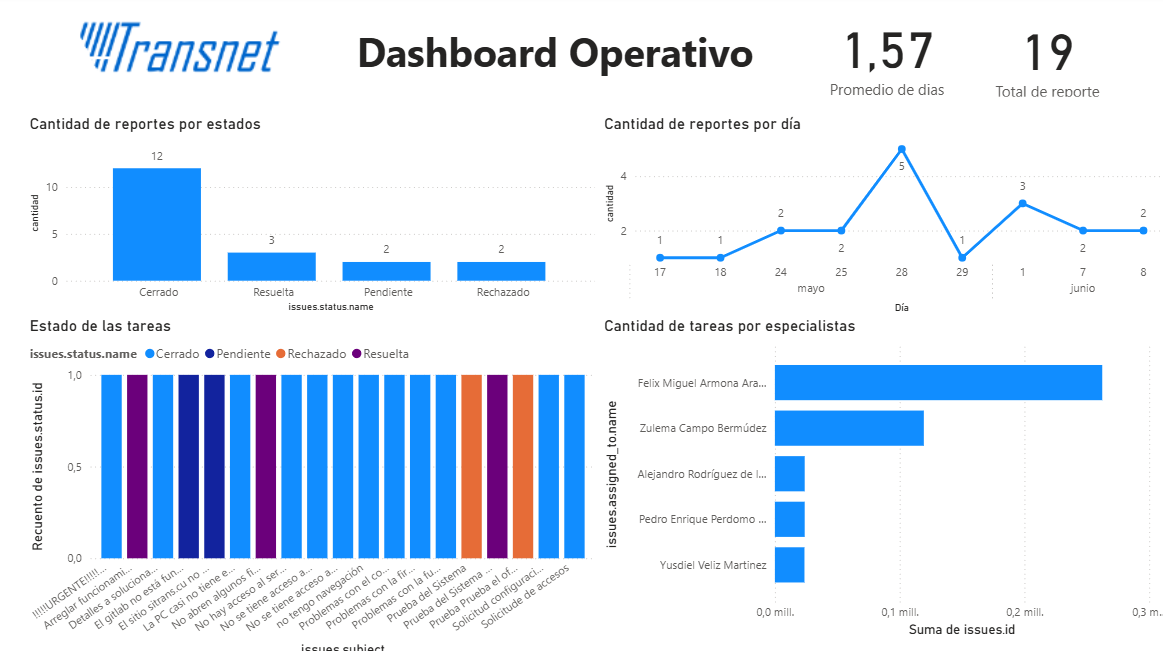 Transnet
Dashboard Operativo
1,57
Promedio de dias
19
Total de reporte
Cantidad de reportes por estados
cantidad
10
5
0
12
3
2
2
Cerrado
Resuelta
Pendiente
Rechazado
issues.status.name
Cantidad de reportes por día
cantidad
4
2
1
1
2
2
5
1
3
2
2
17
18
24
25
28
29
1
7
8
mayo
junio
Día
Estado de las tareas
issues.status.name Cerrado Pendiente Rechazado Resuelta
Recuento de issues.status.id
1,0
0,5
0,0
!!!!!URGENTE!!!!!...
Arreglar funcionami...
Detalles a soluciona...
El gitlab no está fun...
El sitio sitrans.cu no ...
La PC casi no tiene e...
No abren algunos fi...
No hay acceso al ser...
No se tiene acceso a...
No se tiene acceso a...
no tengo navegación
Problemas con el co...
Problemas con la fir...
Problemas con la fu...
Prueba del Sistema
Prueba del Sistema ...
Prueba Prueba el of...
Solicitud configuraci...
Solicitude de accesos
issues.subject
Cantidad de tareas por especialistas
issues.assigned_to.name
Felix Miguel Armona Ara...
Zulema Campo Bermúdez
Alejandro Rodríguez de l...
Pedro Enrique Perdomo ...
Yusdiel Veliz Martinez
0,0 mill.
0,1 mill.
0,2 mill.
0,3 m...
Suma de issues.id